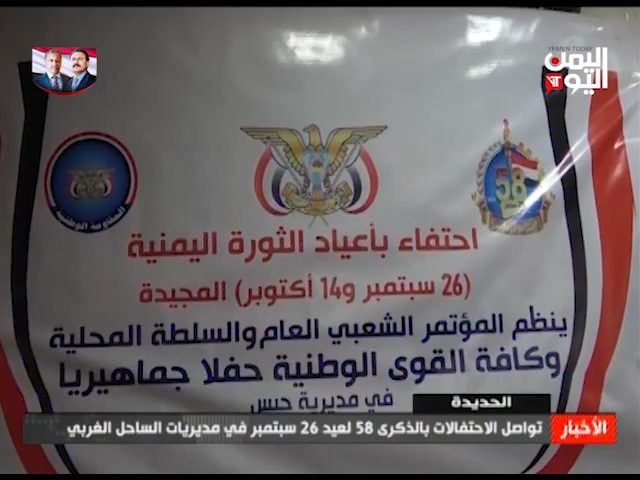 YEMEN TODAY
اليمن
اليوم
58
المقاومة الوطنية
احتفاء بأعياد الثورة اليمنية
(26 سبتمبر و14 أكتوبر) المجيدة
ينظم المؤتمر الشعبي العام والسلطة المحلية
وكافة القوى الوطنية حفلا جماهيريا
في مديرية حيس
الحديدة
الأخبار
تواصل الاحتفالات بالذكرى 58 لعيد 26 سبتمبر في مديريات الساحل الغربي